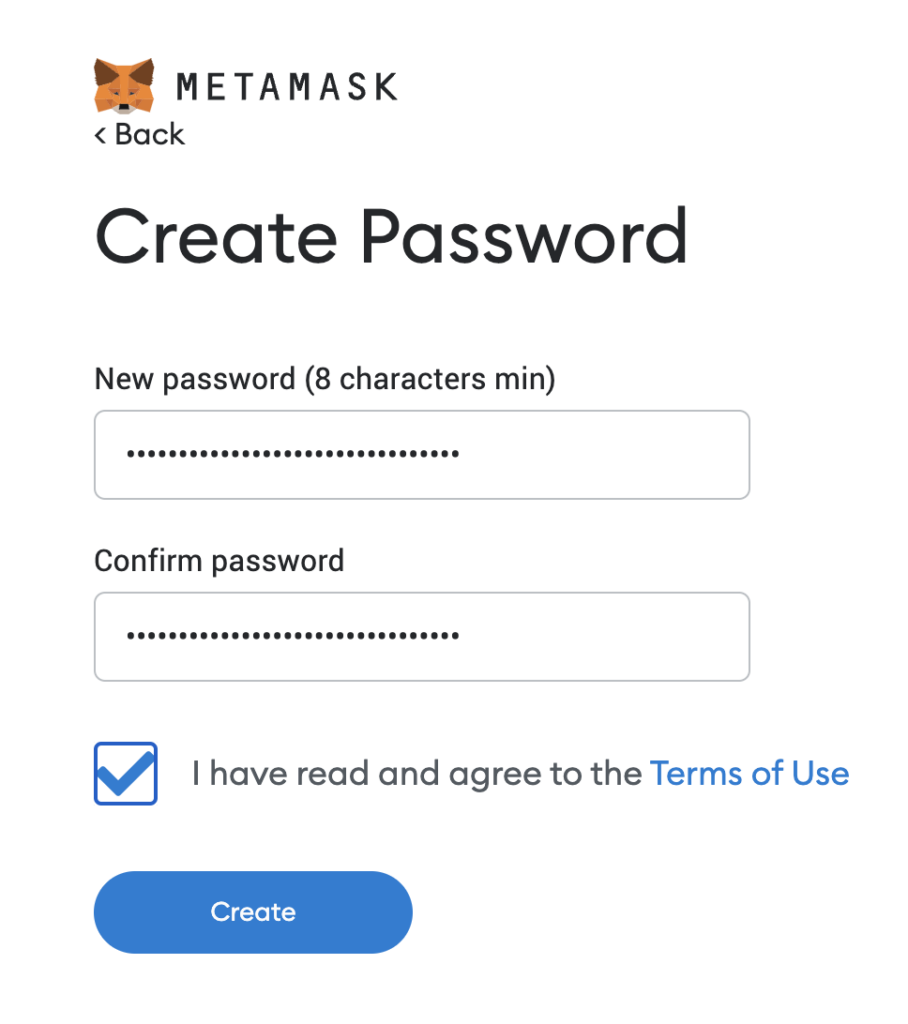 METAMASK
< Back
Create Password
New password (8 characters min)
••••••••••••••••••••••••••••••••
Confirm password
••••••••••••••••••••••••••••••••
I have read and agree to the Terms of Use
Create